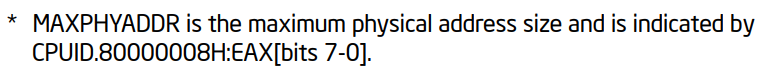 * MAXPHYADDR is the maximum physical address size and is indicated by
CPUID.80000008H:EAX[bits 7-0].